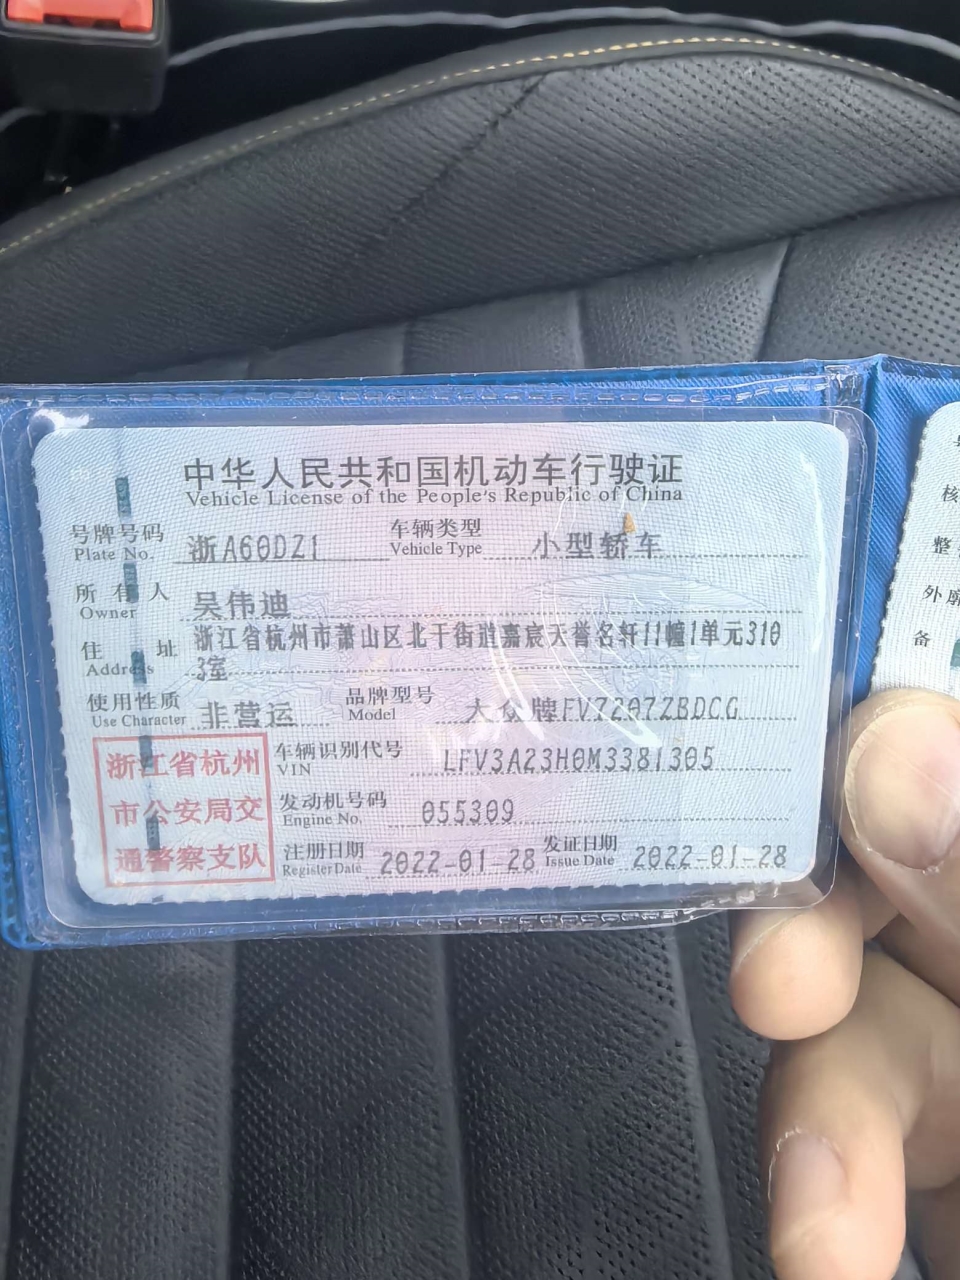 中华人民共和国机动车行驶证
Vehicle License of the People's Republic of China
号牌号码 浙A60DZ1 车辆类型 小型轿车
Plate No. Vehicle Type
所有人 吴伟迪
Owner
住址 浙江省杭州市萧山区北干街道嘉宸天誉名轩11幢1单元310
Address 3室
使用性质 非营运 品牌型号 大众牌FV7207ZBDCG
Use Character Model
浙江省杭州
市公安局交
通警察支队
车辆识别代号 LFV3A23H0M3381305
VIN
发动机号码 055309
Engine No.
注册日期 2022-01-28 发证日期 2022-01-28
Register Date Issue Date
核
整
外廓
备